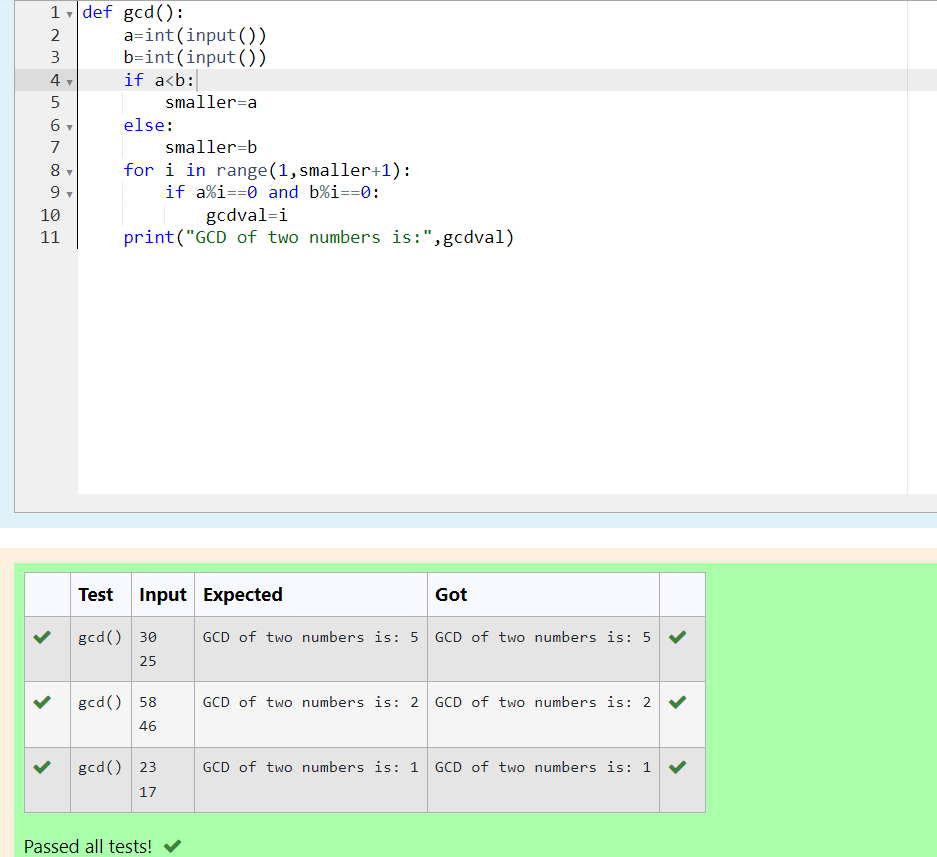 1 def gcd():
2     a=int(input())
3     b=int(input())
4     if a<b:
5         smaller=a
6     else:
7         smaller=b
8     for i in range(1,smaller+1):
9         if a%i==0 and b%i==0:
10             gcdval=i
11     print("GCD of two numbers is:",gcdval)
Test Input Expected Got
gcd() 30 GCD of two numbers is: 5 GCD of two numbers is: 5
25
gcd() 58 GCD of two numbers is: 2 GCD of two numbers is: 2
46
gcd() 23 GCD of two numbers is: 1 GCD of two numbers is: 1
17
Passed all tests!